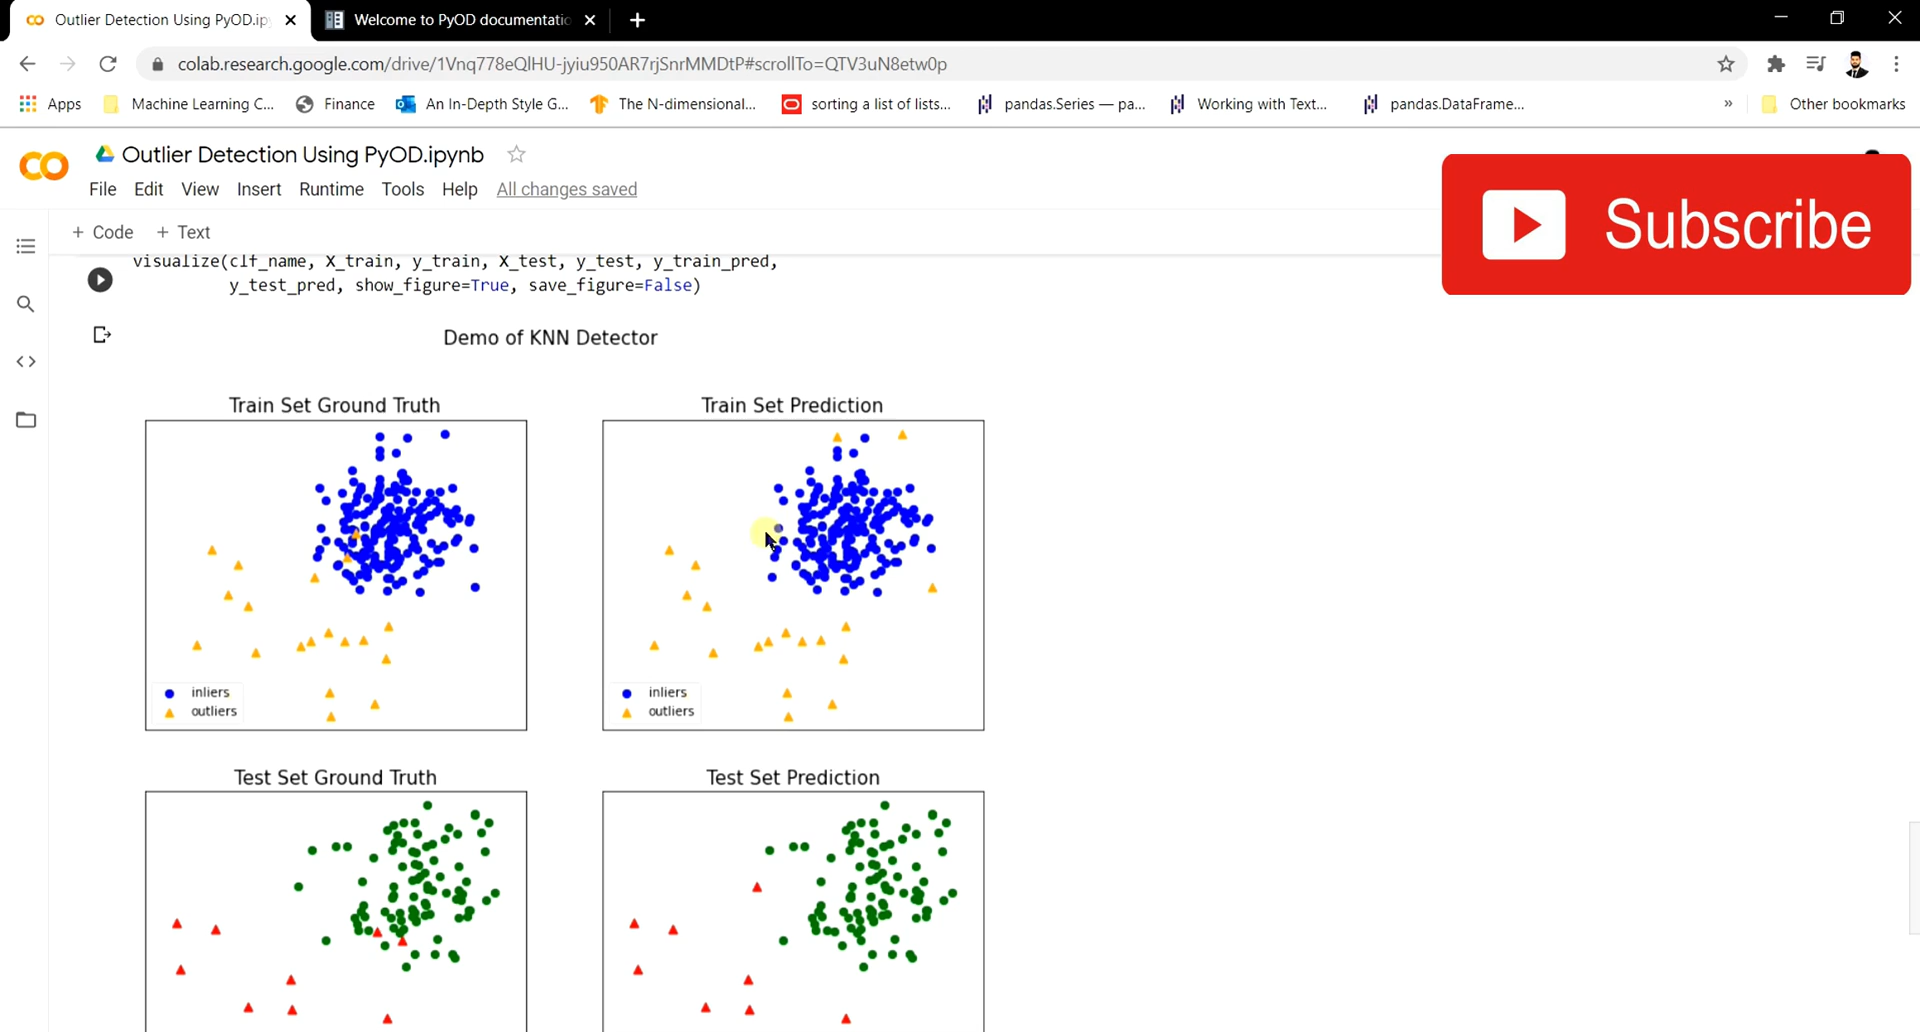 Outlier Detection Using PyOD.ip
Welcome to PyOD documentatio
colab.research.google.com/drive/1Vnq778eQlHU-jyiu950AR7rjSnrMMDtP#scrollTo=QTV3uN8etw0p
Apps Machine Learning C... Finance An In-Depth Style G... The N-dimensional... sorting a list of lists... pandas.Series — pa... Working with Text... pandas.DataFrame... » Other bookmarks
Outlier Detection Using PyOD.ipynb
File Edit View Insert Runtime Tools Help All changes saved
Subscribe
+ Code + Text
visualize(clf_name, X_train, y_train, X_test, y_test, y_train_pred,
y_test_pred, show_figure=True, save_figure=False)
Demo of KNN Detector
Train Set Ground Truth
inliers
outliers
Train Set Prediction
inliers
outliers
Test Set Ground Truth
Test Set Prediction